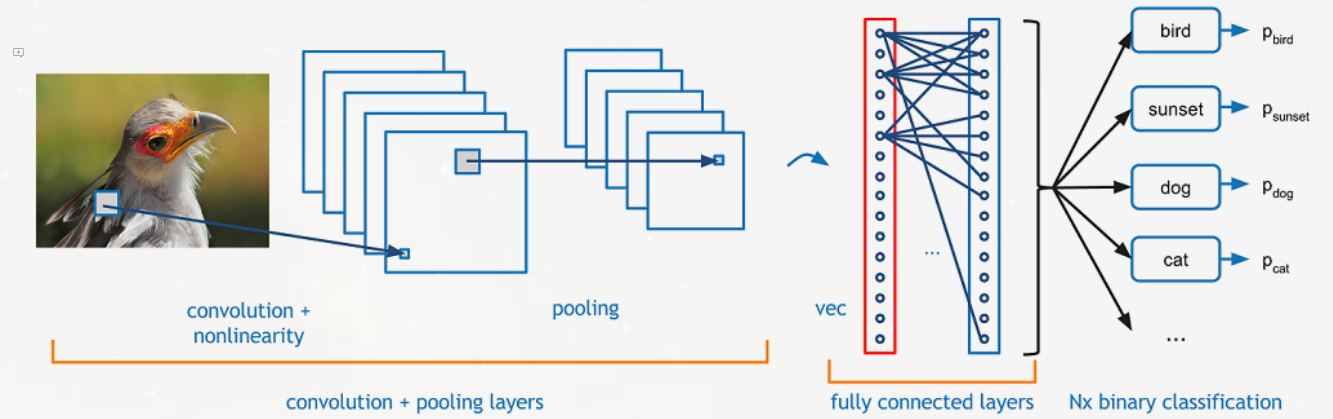 bird
p_bird
sunset
p_sunset
dog
p_dog
cat
p_cat
...
...
convolution +
nonlinearity
pooling
vec
convolution + pooling layers
fully connected layers
Nx binary classification